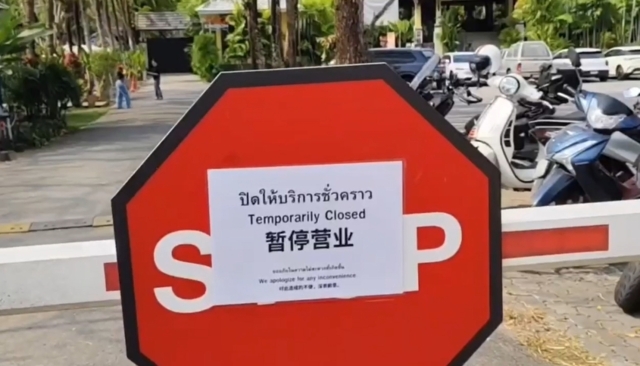 ปิดให้บริการชั่วคราว
Temporarily Closed
暂停营业
We apologize for any inconvenience
S P